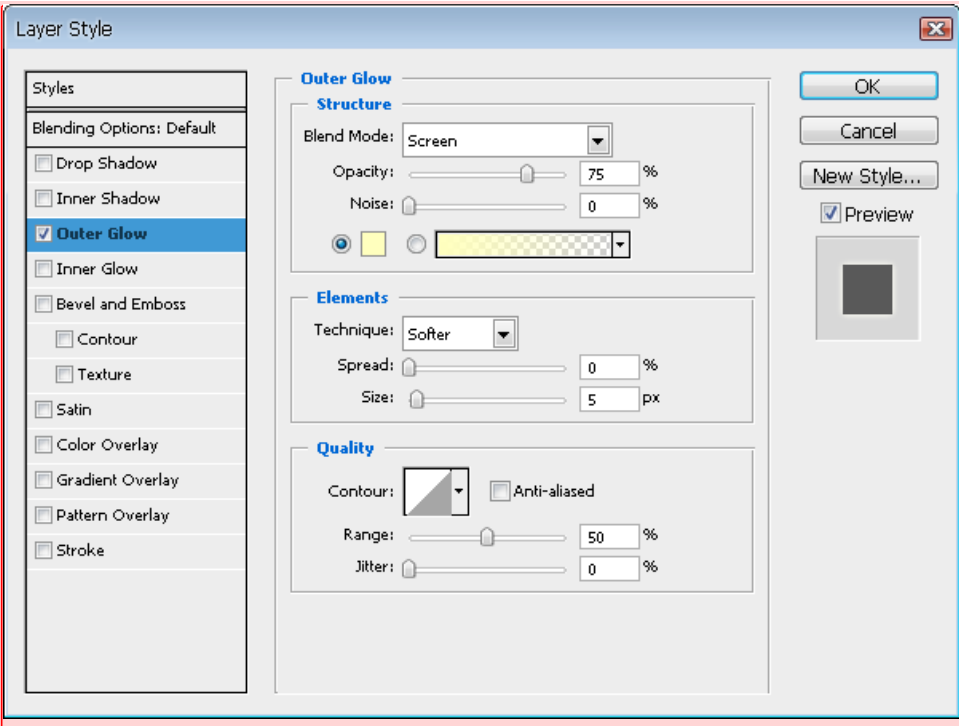 Layer Style
Styles
Blending Options: Default
Drop Shadow
Inner Shadow
Outer Glow
Inner Glow
Bevel and Emboss
Contour
Texture
Satin
Color Overlay
Gradient Overlay
Pattern Overlay
Stroke
Outer Glow
Structure
Blend Mode: Screen
Opacity: 75 %
Noise: 0 %
Elements
Technique: Softer
Spread: 0 %
Size: 5 px
Quality
Contour: Anti-aliased
Range: 50 %
Jitter: 0 %
OK
Cancel
New Style...
Preview